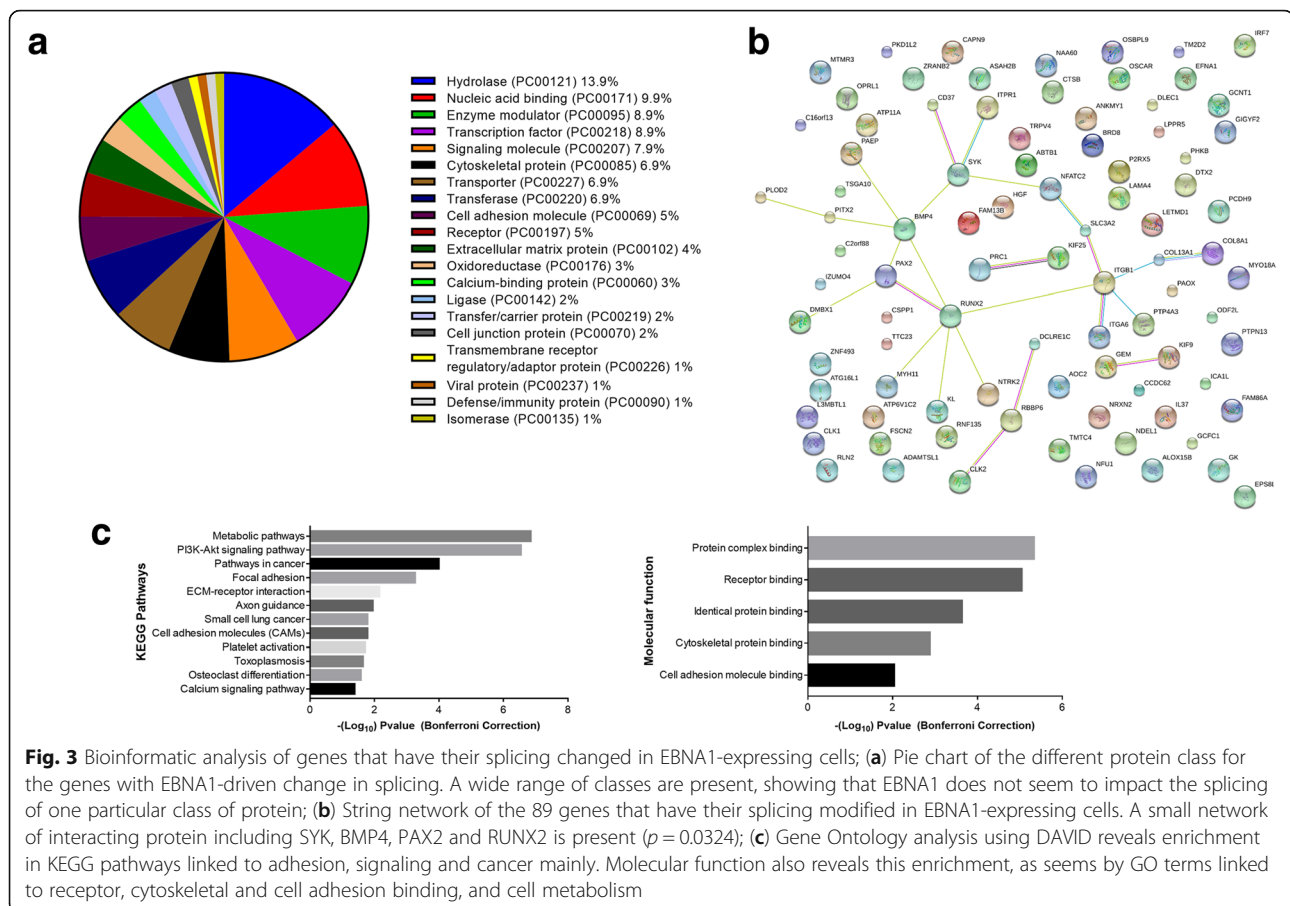 a
Hydrolase (PC00121) 13.9%
Nucleic acid binding (PC00171) 9.9%
Enzyme modulator (PC00095) 8.9%
Transcription factor (PC00218) 8.9%
Signaling molecule (PC00207) 7.9%
Cytoskeletal protein (PC00085) 6.9%
Transporter (PC00227) 6.9%
Transferase (PC00220) 6.9%
Cell adhesion molecule (PC00069) 5%
Receptor (PC00197) 5%
Extracellular matrix protein (PC00102) 4%
Oxidoreductase (PC00176) 3%
Calcium-binding protein (PC00060) 3%
Ligase (PC00142) 2%
Transfer/carrier protein (PC00219) 2%
Cell junction protein (PC00070) 2%
Transmembrane receptor
regulatory/adaptor protein (PC00226) 1%
Viral protein (PC00237) 1%
Defense/immunity protein (PC00090) 1%
Isomerase (PC00135) 1%
b
PKD1L2
CAPN9
NAA60
OSBPL9
TM2D2
IRF7
MTMR3
ZRANB2
ASAH2B
OSCAR
EFNA1
OPRL1
CTSB
CD37
ITPR1
DLEC1
GCNT1
ATP11A
ANKMY1
C16orf13
TRPV4
LPPR5
GIGYF2
PAEP
BRD8
ABTB1
SYK
PHKB
P2RX5
NFATC2
DTX2
PLOD2
TSGA10
LAMA4
HGF
PITX2
BMP4
PCDH9
FAM13B
SLC3A2
LETMD1
C2orf88
PRC1
KIF25
COL13A1
COL8A1
PAX2
IZUMO4
ITGB1
MYO18A
PAOX
RUNX2
DMBX1
CSPP1
PTP4A3
ODF2L
ITGA6
TTC23
DCLRE1C
PTPN13
KIF9
ZNF493
GEM
MYH11
NTRK2
AOC2
ICA1L
ATG16L1
CCDC62
KL
L3MBTL1
ATP6V1C2
RBBP6
NRXN2
IL37
FAM86A
RNF135
FSCN2
NDEL1
CLK1
TMTC4
GCFC1
ADAMTSL1
RLN2
CLK2
NFU1
ALOX15B
GK
EPS8
c
KEGG Pathways
Metabolic pathways
PI3K-Akt signaling pathway
Pathways in cancer
Focal adhesion
ECM-receptor interaction
Axon guidance
Small cell lung cancer
Cell adhesion molecules (CAMs)
Platelet activation
Toxoplasmosis
Osteoclast differentiation
Calcium signaling pathway
0 2 4 6 8
-(Log10) Pvalue (Bonferroni Correction)
Molecular function
Protein complex binding
Receptor binding
Identical protein binding
Cytoskeletal protein binding
Cell adhesion molecule binding
0 2 4 6
-(Log10) Pvalue (Bonferroni Correction)
Fig. 3 Bioinformatic analysis of genes that have their splicing changed in EBNA1-expressing cells; (a) Pie chart of the different protein class for
the genes with EBNA1-driven change in splicing. A wide range of classes are present, showing that EBNA1 does not seem to impact the splicing
of one particular class of protein; (b) String network of the 89 genes that have their splicing modified in EBNA1-expressing cells. A small network
of interacting protein including SYK, BMP4, PAX2 and RUNX2 is present (p = 0.0324); (c) Gene Ontology analysis using DAVID reveals enrichment
in KEGG pathways linked to adhesion, signaling and cancer mainly. Molecular function also reveals this enrichment, as seems by GO terms linked
to receptor, cytoskeletal and cell adhesion binding, and cell metabolism